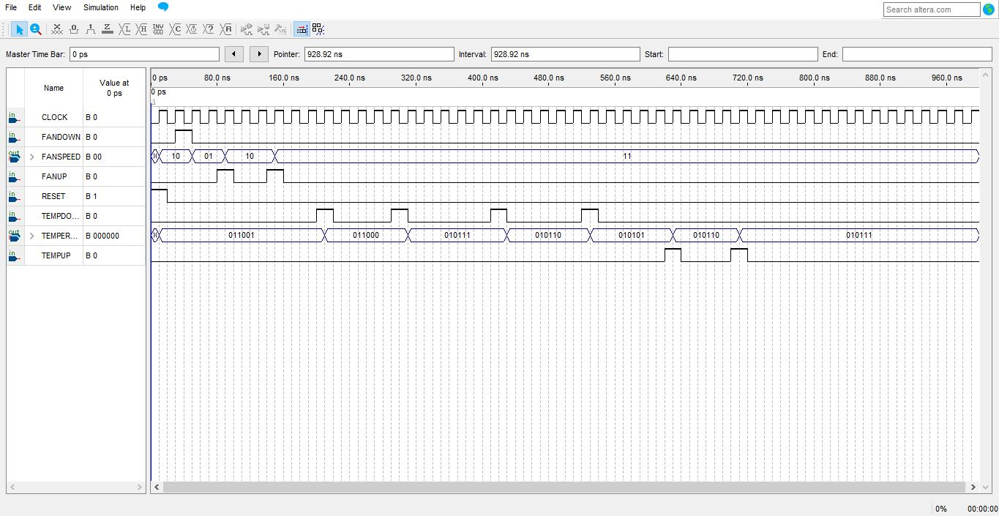 File Edit View Simulation Help Search altera.com
Master Time Bar: 0 ps Pointer: 928.92 ns Interval: 928.92 ns Start: End:
Name Value at 0 ps
0 ps 80.0 ns 160.0 ns 240.0 ns 320.0 ns 400.0 ns 480.0 ns 560.0 ns 640.0 ns 720.0 ns 800.0 ns 880.0 ns 960.0 ns
0 ps
in CLOCK B 0
in FANDOWN B 0
out FANSPEED B 00 10 01 10 11
in FANUP B 0
in RESET B 1
in TEMPDO... B 0
out TEMPER... B 000000 011001 011000 010111 010110 010101 010110 010111
in TEMPUP B 0
0% 00:00:00